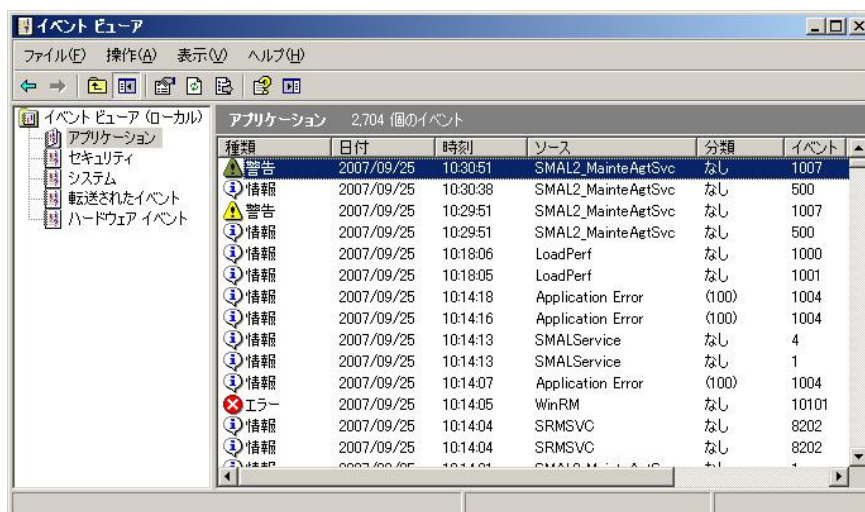 イベント ビューア
ファイル(F) 操作(A) 表示(V) ヘルプ(H)
イベント ビューア (ローカル)
アプリケーション
セキュリティ
システム
転送されたイベント
ハードウェア イベント
アプリケーション 2,704 個のイベント
種類 日付 時刻 ソース 分類 イベント
警告 2007/09/25 10:30:51 SMAL2_MainteAgtSvc なし 1007
情報 2007/09/25 10:30:38 SMAL2_MainteAgtSvc なし 500
警告 2007/09/25 10:29:51 SMAL2_MainteAgtSvc なし 1007
情報 2007/09/25 10:29:51 SMAL2_MainteAgtSvc なし 500
情報 2007/09/25 10:18:06 LoadPerf なし 1000
情報 2007/09/25 10:18:05 LoadPerf なし 1001
情報 2007/09/25 10:14:18 Application Error (100) 1004
情報 2007/09/25 10:14:16 Application Error (100) 1004
情報 2007/09/25 10:14:13 SMALService なし 4
情報 2007/09/25 10:14:13 SMALService なし 1
情報 2007/09/25 10:14:07 Application Error (100) 1004
エラー 2007/09/25 10:14:05 WinRM なし 10101
情報 2007/09/25 10:14:04 SRMSVC なし 8202
情報 2007/09/25 10:14:04 SRMSVC なし 8202